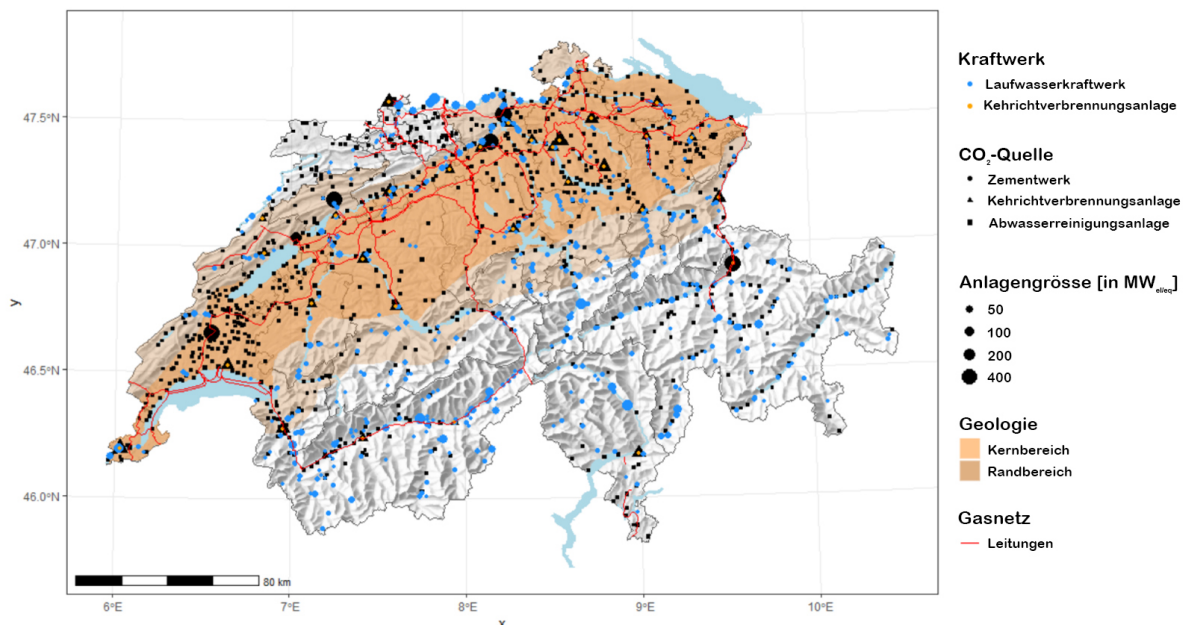 47.5°N
47.0°N
46.5°N
46.0°N
y
80 km
6°E
7°E
8°E
9°E
10°E
x
Kraftwerk
Laufwasserkraftwerk
Kehrichtverbrennungsanlage
CO₂-Quelle
Zementwerk
Kehrichtverbrennungsanlage
Abwasserreinigungsanlage
Anlagengrösse [in MWel/eq]
50
100
200
400
Geologie
Kernbereich
Randbereich
Gasnetz
Leitungen